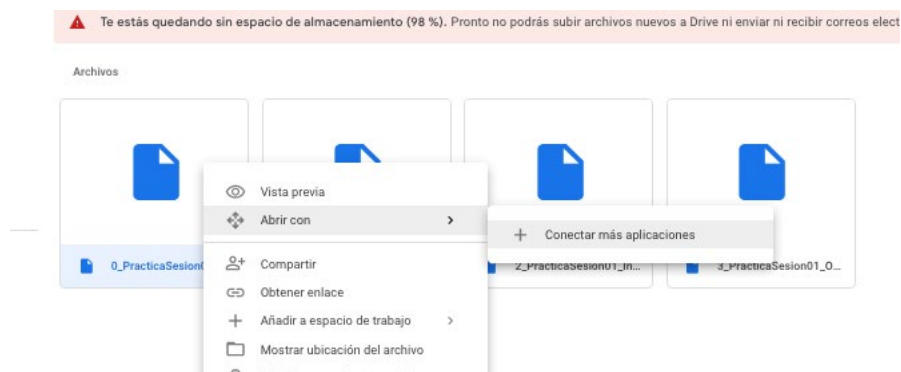 Te estás quedando sin espacio de almacenamiento (98 %). Pronto no podrás subir archivos nuevos a Drive ni enviar ni recibir correos elect
Archivos
Vista previa
Abrir con
Conectar más aplicaciones
0_PracticaSesion
2_PracticaSesion01_In...
3_PracticaSesion01_O...
Compartir
Obtener enlace
Añadir a espacio de trabajo
Mostrar ubicación del archivo